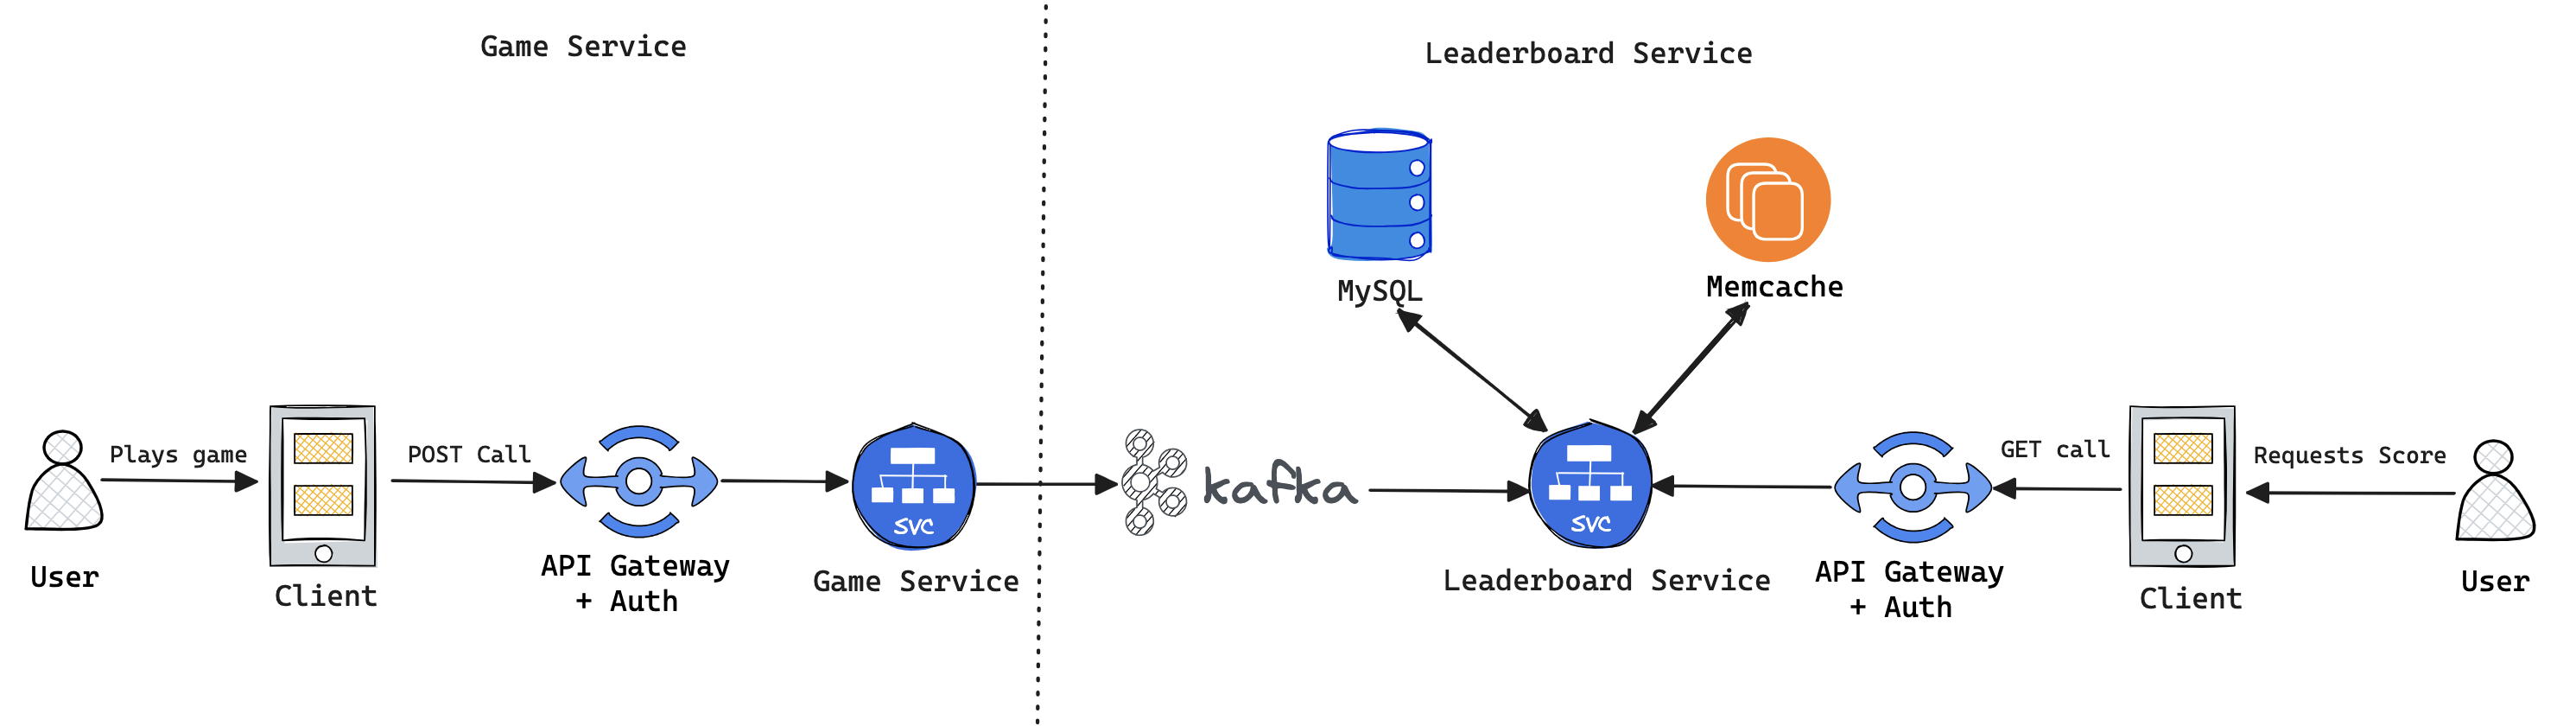 Game Service
Leaderboard Service
MySQL
Memcache
Plays game
POST Call
GET call
Requests Score
kafka
SVC
SVC
User
Client
API Gateway
+ Auth
Game Service
Leaderboard Service
API Gateway
+ Auth
Client
User